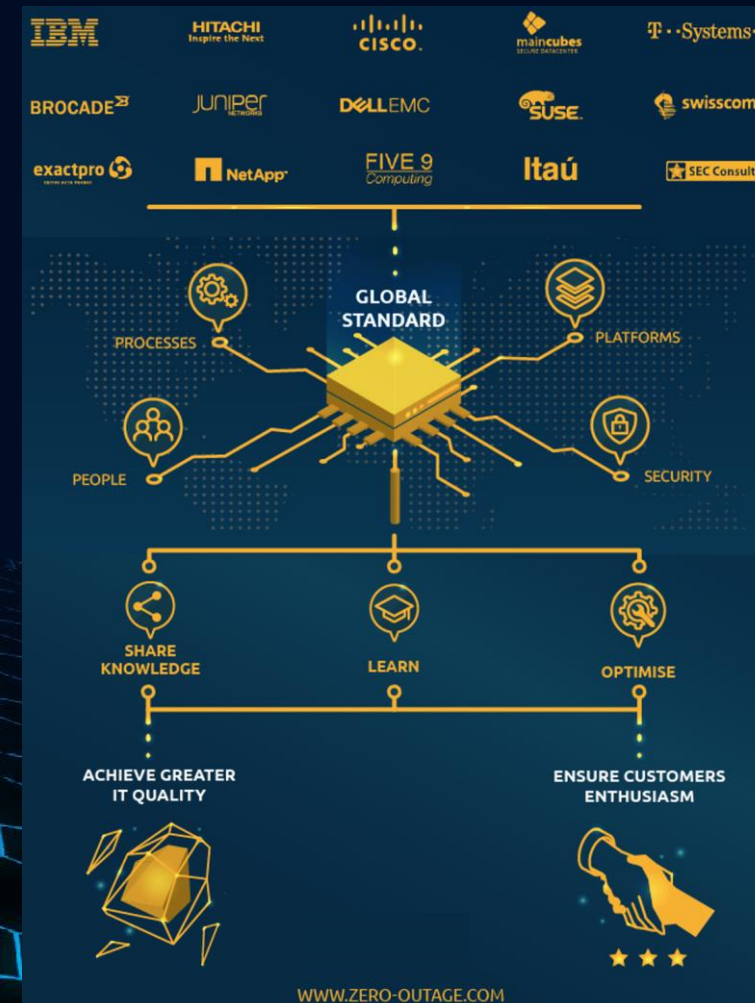 IBM
HITACHI
Inspire the Next
CISCO
maincubes
SECURE DATACENTER
T··Systems·
BROCADE
JUNIPER
NETWORKS
DELLEMC
SUSE
swisscom
exactpro
NetApp
FIVE 9
Computing
Itaú
SEC Consult
GLOBAL
STANDARD
PROCESSES
PLATFORMS
PEOPLE
SECURITY
SHARE
KNOWLEDGE
LEARN
OPTIMISE
ACHIEVE GREATER
IT QUALITY
ENSURE CUSTOMERS
ENTHUSIASM
WWW.ZERO-OUTAGE.COM